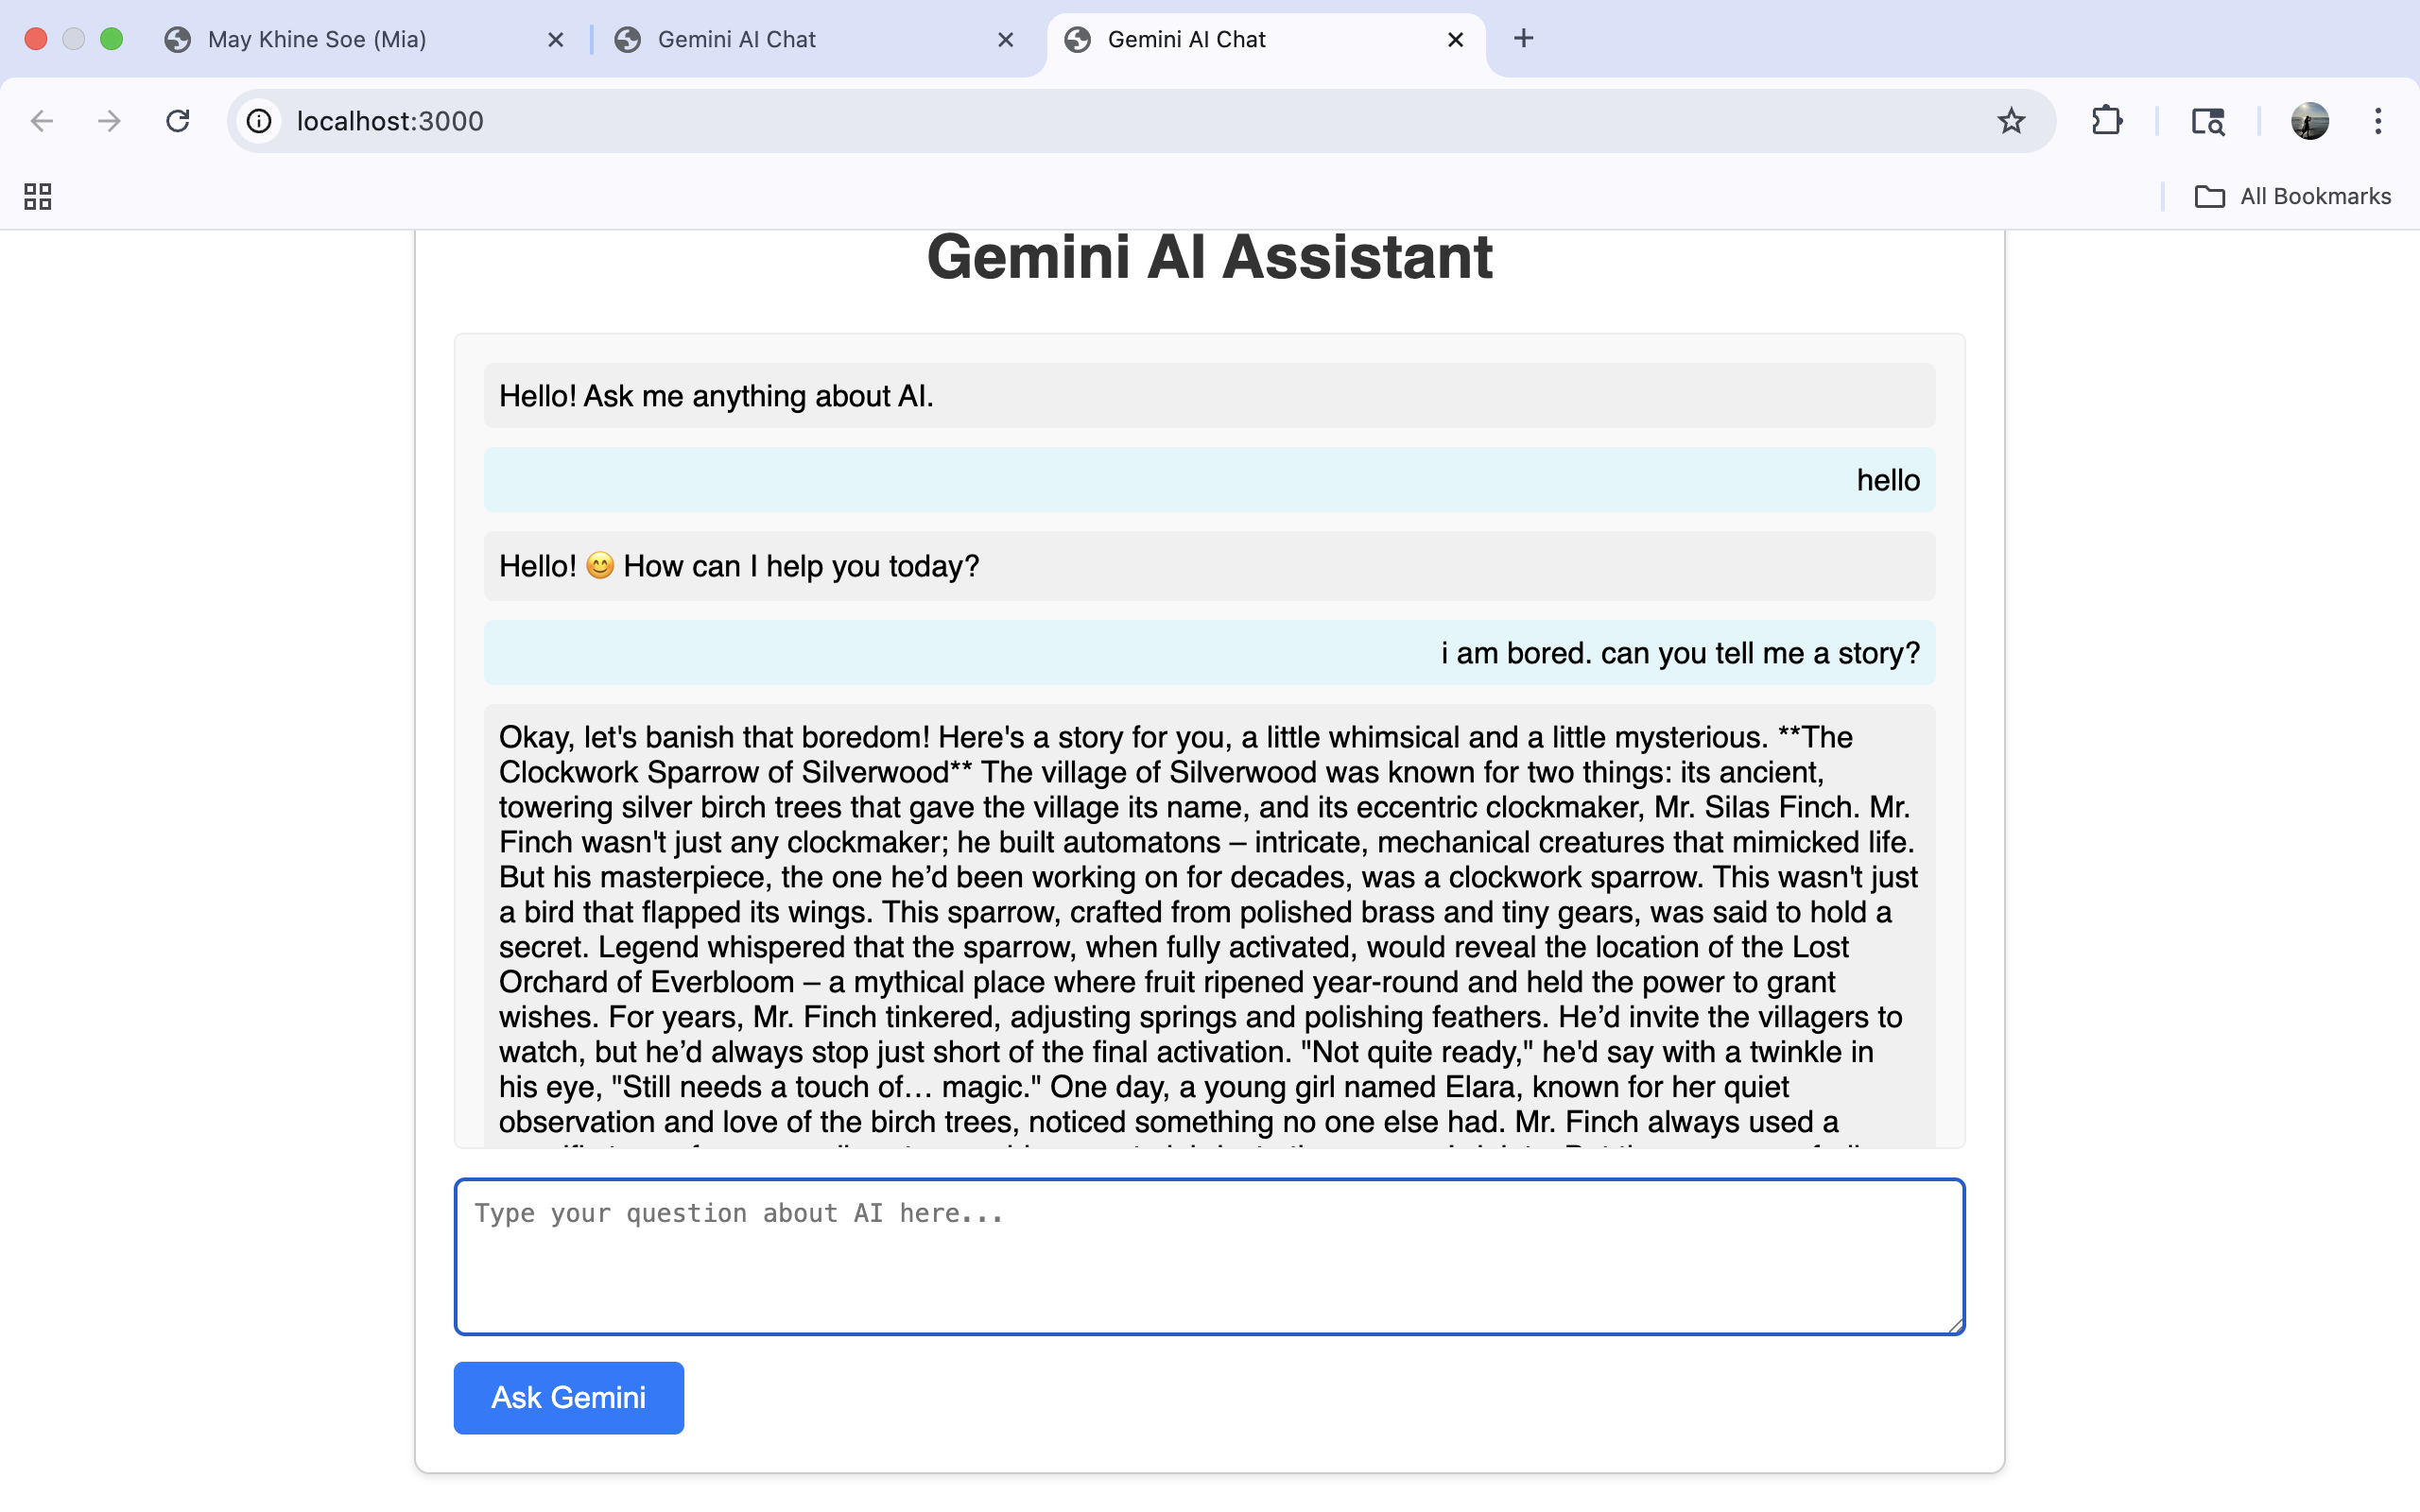 May Khine Soe (Mia)
Gemini AI Chat
Gemini AI Chat
localhost:3000
All Bookmarks
Gemini AI Assistant
Hello! Ask me anything about AI.
hello
Hello! 😊 How can I help you today?
i am bored. can you tell me a story?
Okay, let's banish that boredom! Here's a story for you, a little whimsical and a little mysterious. **The
Clockwork Sparrow of Silverwood** The village of Silverwood was known for two things: its ancient,
towering silver birch trees that gave the village its name, and its eccentric clockmaker, Mr. Silas Finch. Mr.
Finch wasn't just any clockmaker; he built automatons – intricate, mechanical creatures that mimicked life.
But his masterpiece, the one he’d been working on for decades, was a clockwork sparrow. This wasn't just
a bird that flapped its wings. This sparrow, crafted from polished brass and tiny gears, was said to hold a
secret. Legend whispered that the sparrow, when fully activated, would reveal the location of the Lost
Orchard of Everbloom – a mythical place where fruit ripened year-round and held the power to grant
wishes. For years, Mr. Finch tinkered, adjusting springs and polishing feathers. He’d invite the villagers to
watch, but he’d always stop just short of the final activation. "Not quite ready," he'd say with a twinkle in
his eye, "Still needs a touch of… magic." One day, a young girl named Elara, known for her quiet
observation and love of the birch trees, noticed something no one else had. Mr. Finch always used a
Type your question about AI here...
Ask Gemini